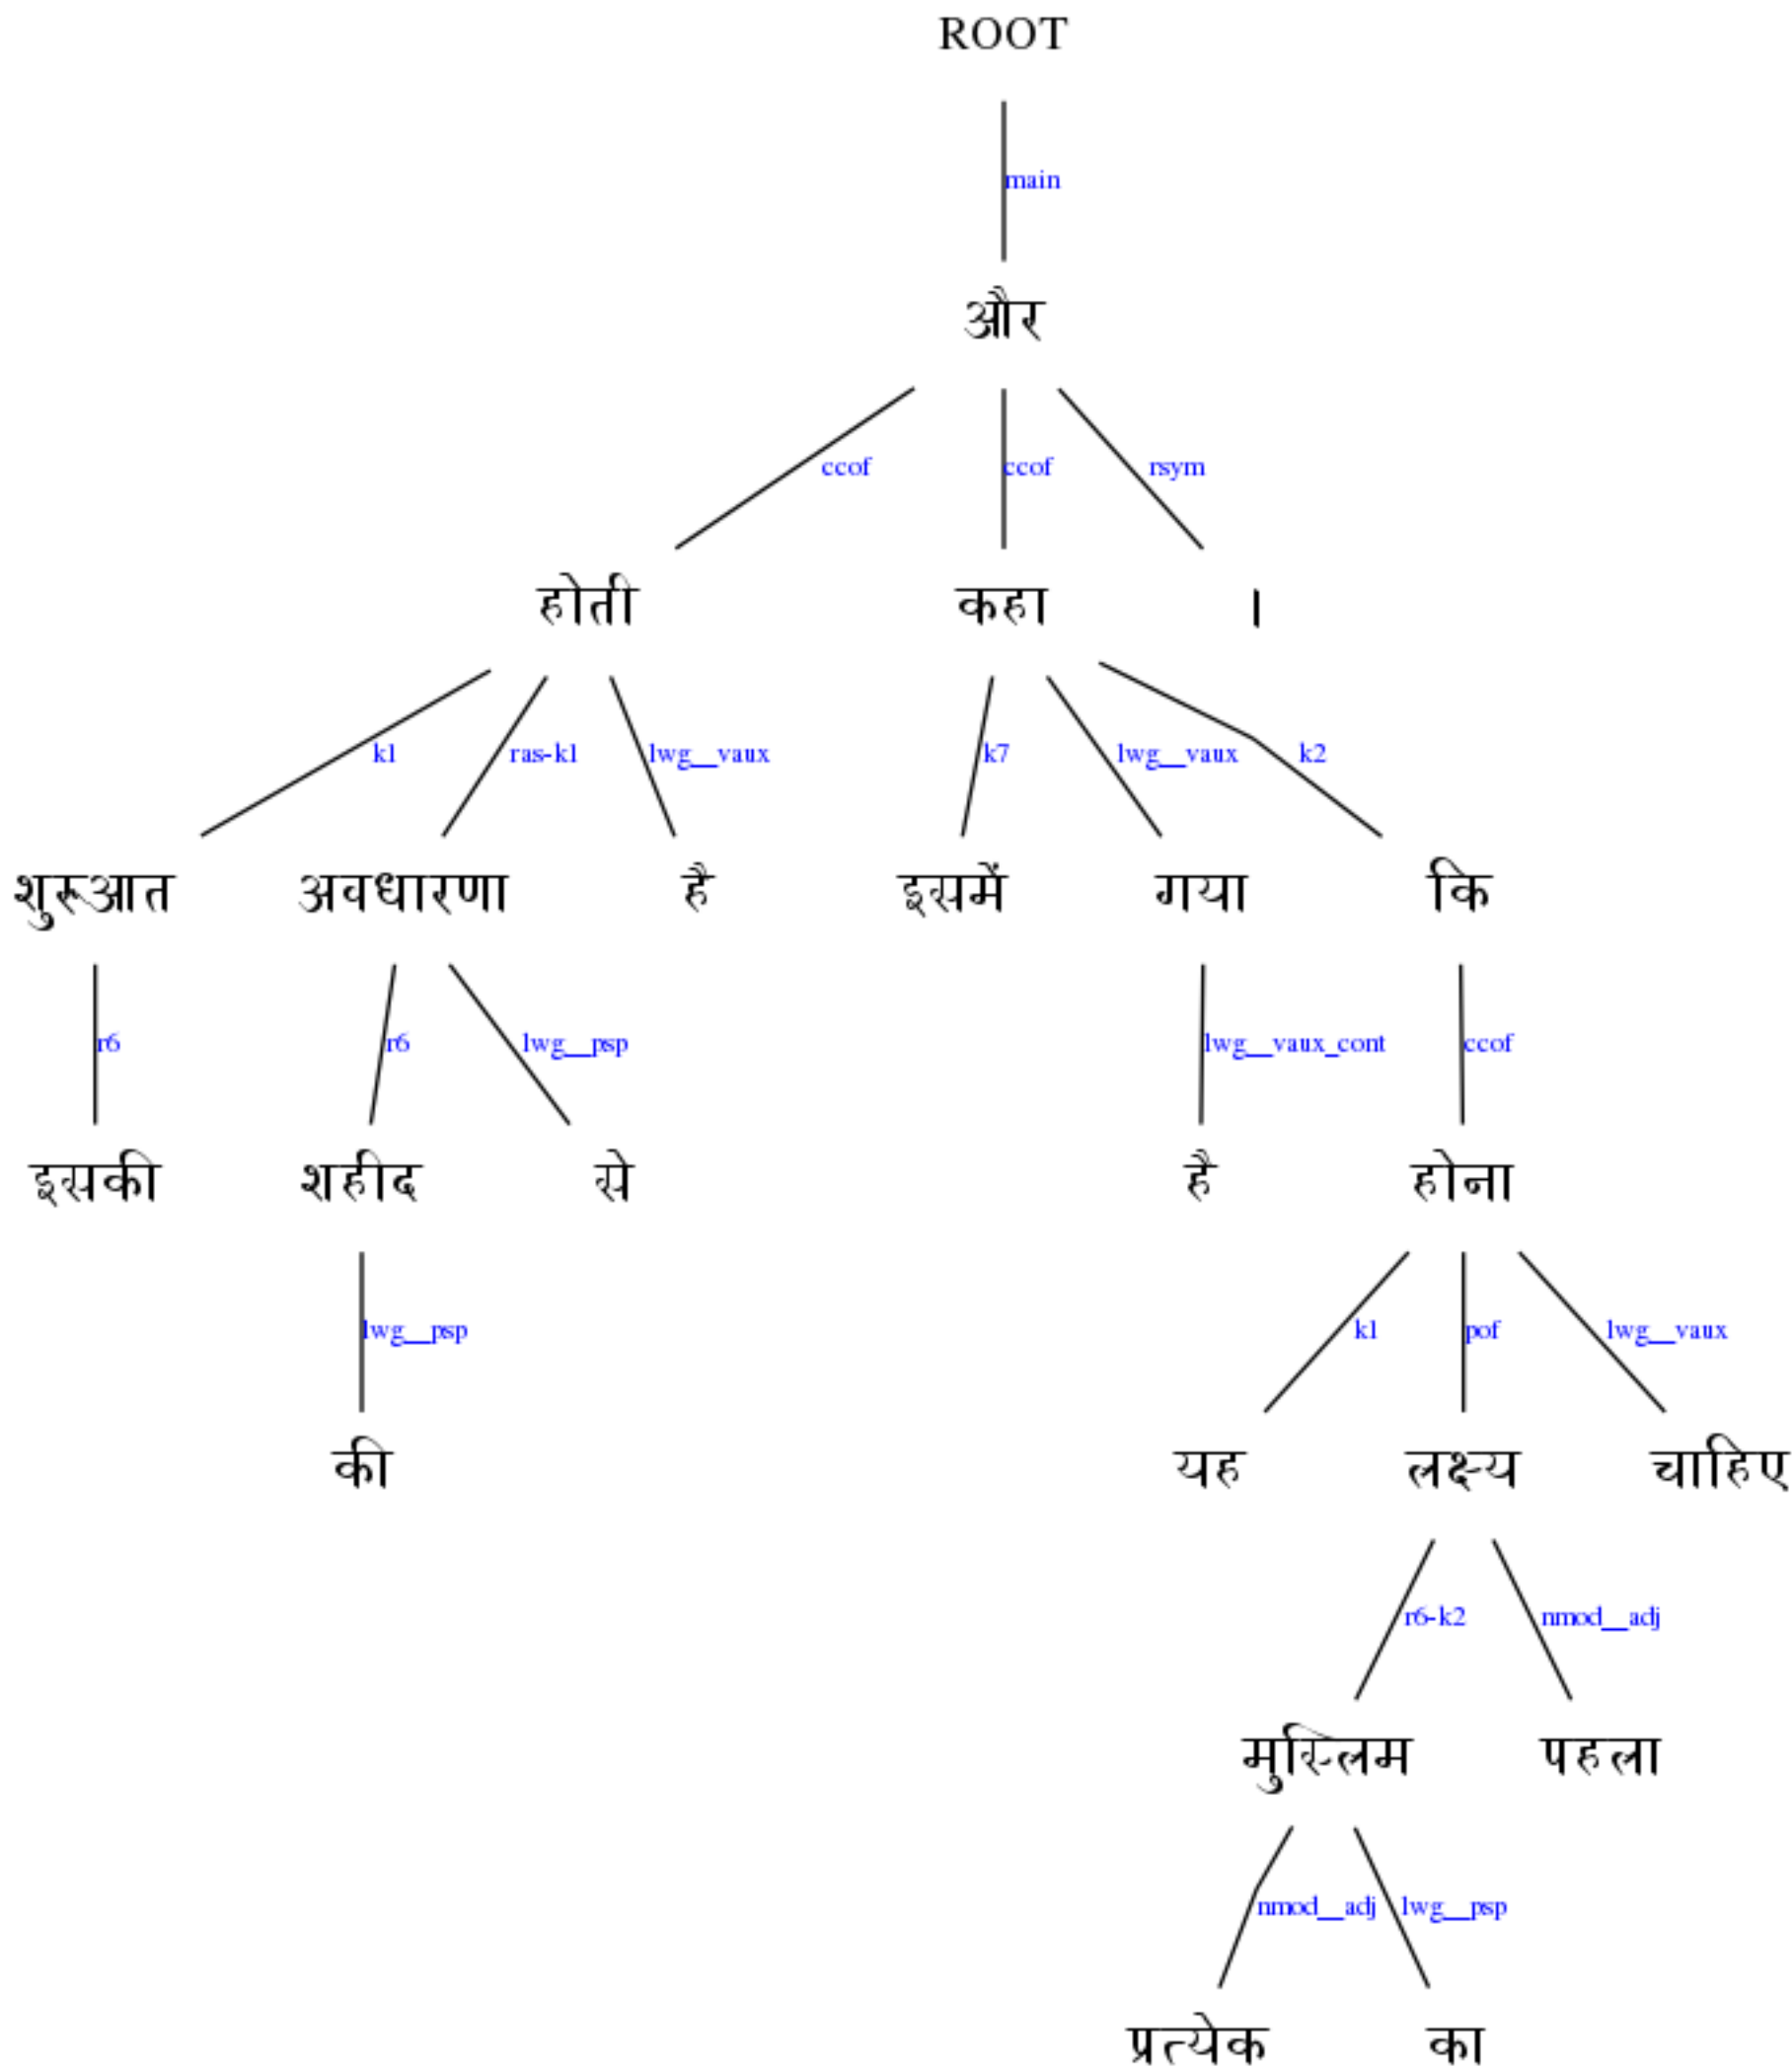 ROOT
main
और
ccof ccof rsym
होती कहा ।
k1 ras-k1 lwg__vaux k7 lwg__vaux k2
शुरूआत अवधारणा है इसमें गया कि
r6 r6 lwg__psp lwg__vaux_cont ccof
इसकी शहीद से है होना
lwg__psp k1 pof lwg__vaux
की यह लक्ष्य चाहिए
r6-k2 nmod__adj
मुस्लिम पहला
nmod__adj lwg__psp
प्रत्येक का